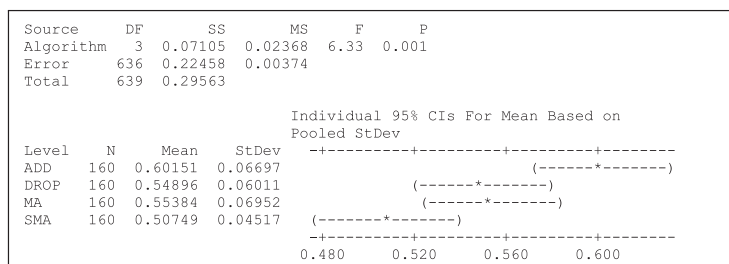 Source DF SS MS F P
Algorithm 3 0.07105 0.02368 6.33 0.001
Error 636 0.22458 0.00374
Total 639 0.29563
Individual 95% CIs For Mean Based on
Pooled StDev
Level N Mean StDev -+---------+---------+---------+--------
ADD 160 0.60151 0.06697 (------*-------)
DROP 160 0.54896 0.06011 (------*-------)
MA 160 0.55384 0.06952 (------*-------)
SMA 160 0.50749 0.04517 (-------*-------)
-+---------+---------+---------+--------
0.480 0.520 0.560 0.600